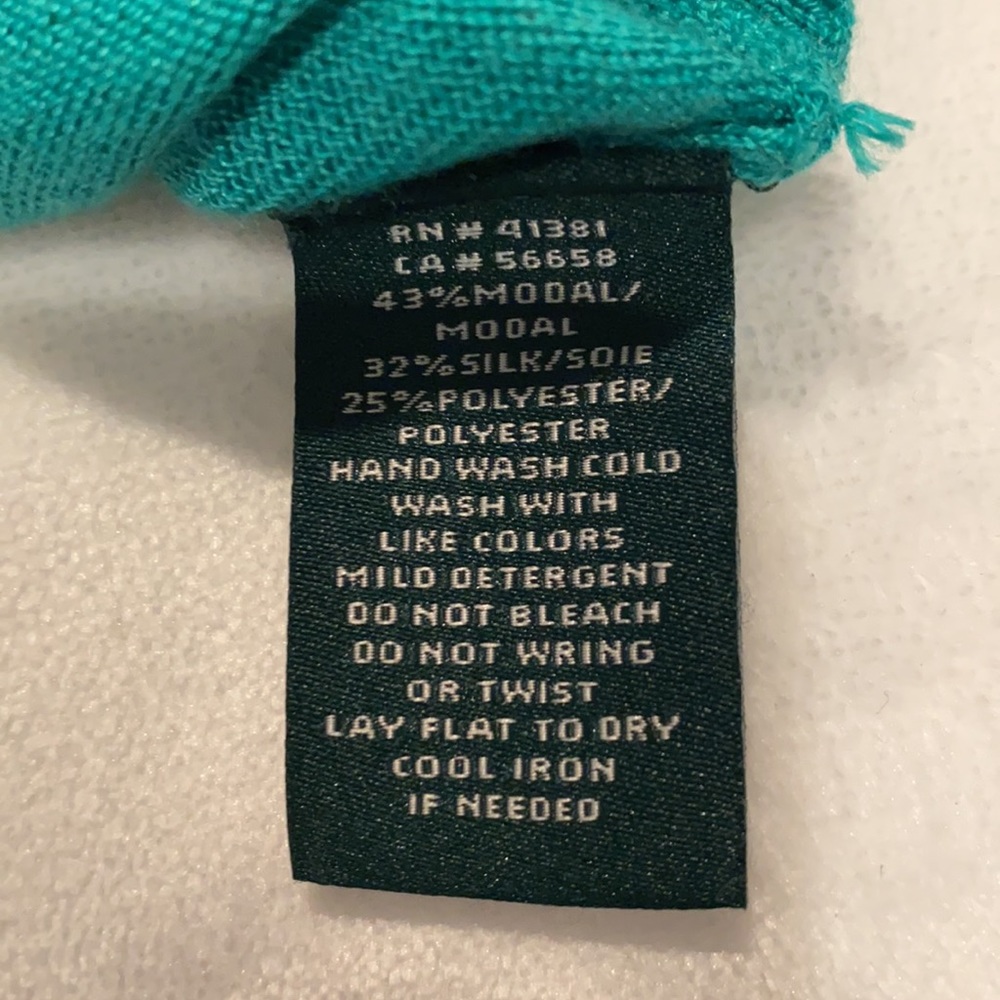 RN # 41381
CA # 56658
43%MODAL/
MODAL
32%SILK/SOIE
25%POLYESTER/
POLYESTER
HAND WASH COLD
WASH WITH
LIKE COLORS
MILD DETERGENT
DO NOT BLEACH
DO NOT WRING
OR TWIST
LAY FLAT TO DRY
COOL IRON
IF NEEDED